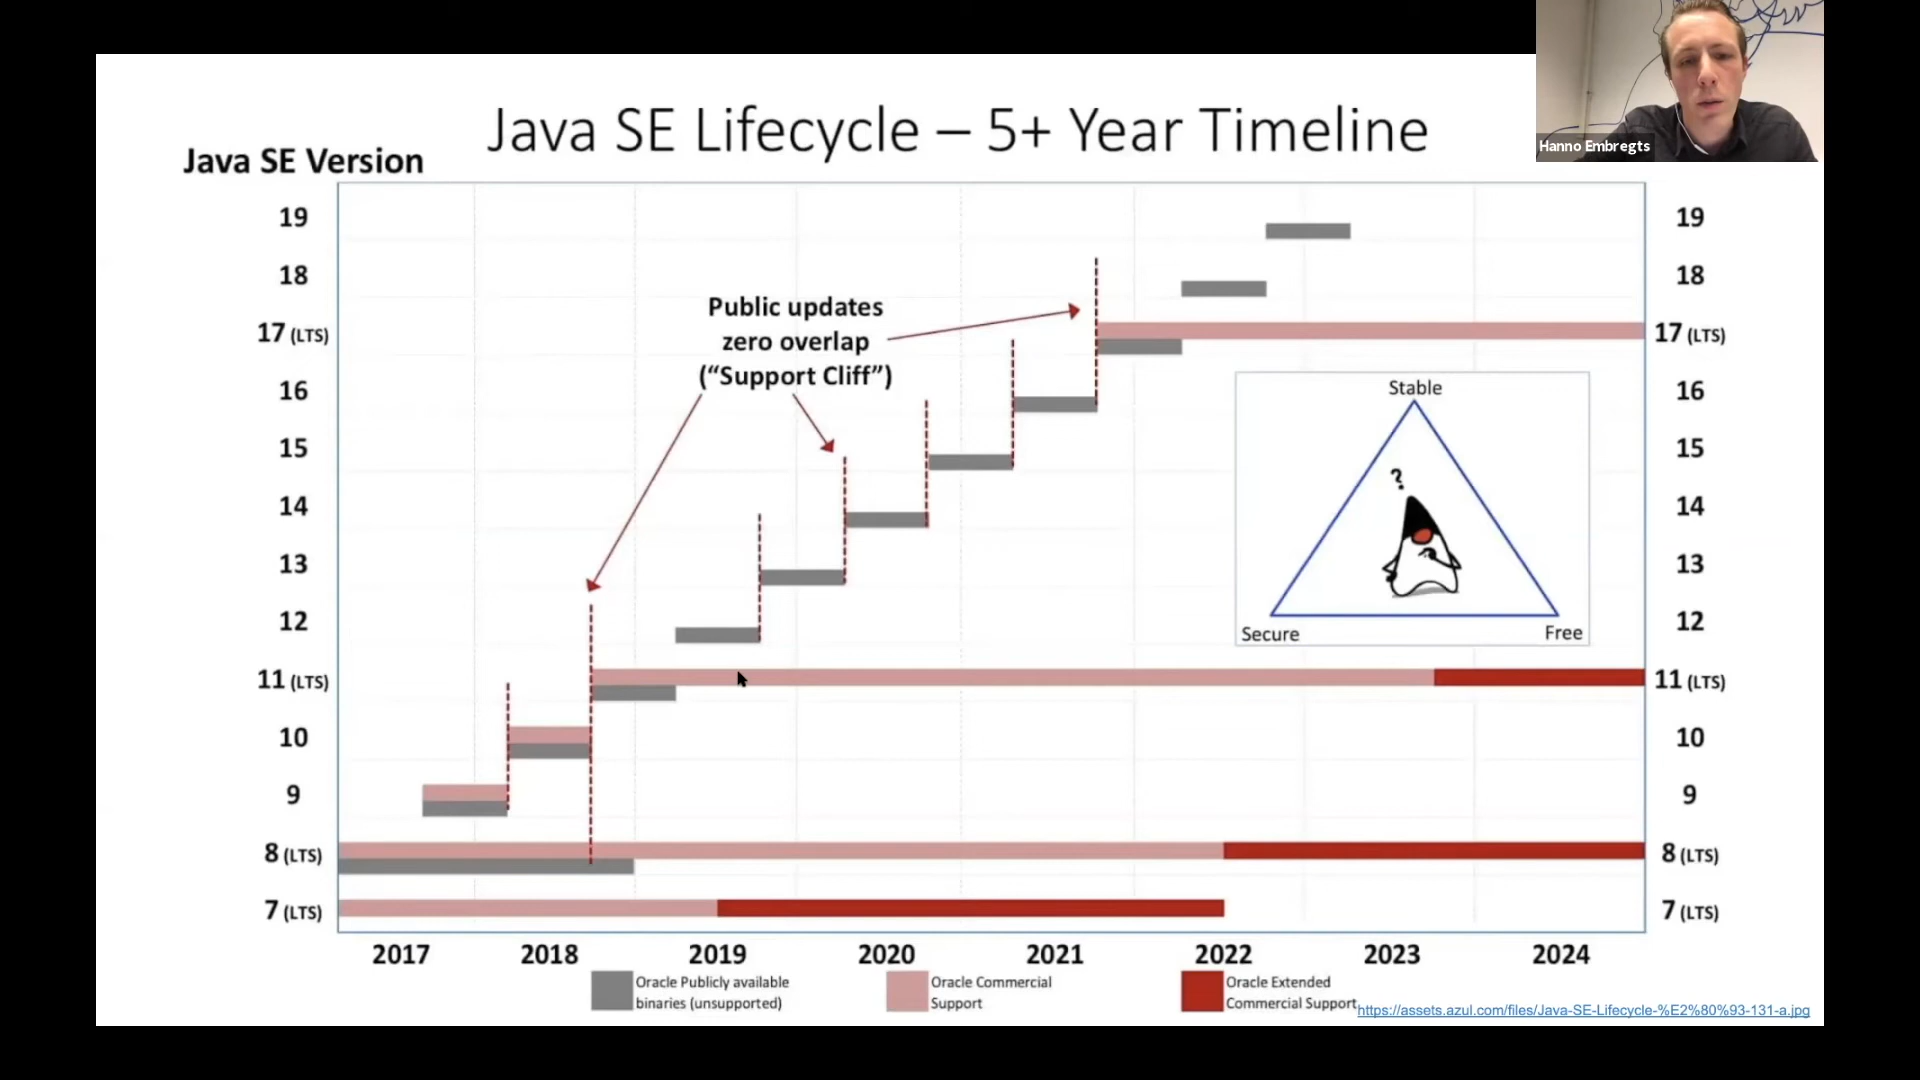 Java SE Lifecycle – 5+ Year Timeline
Hanno Embregts
Java SE Version
19
18
17 (LTS)
16
15
14
13
12
11 (LTS)
10
9
8 (LTS)
7 (LTS)
Public updates
zero overlap
(“Support Cliff”)
Stable
?
Secure
Free
19
18
17 (LTS)
16
15
14
13
12
11 (LTS)
10
9
8 (LTS)
7 (LTS)
2017 2018 2019 2020 2021 2022 2023 2024
Oracle Publicly available
binaries (unsupported)
Oracle Commercial
Support
Oracle Extended
Commercial Support
https://assets.azul.com/files/Java-SE-Lifecycle-%E2%80%93-131-a.jpg